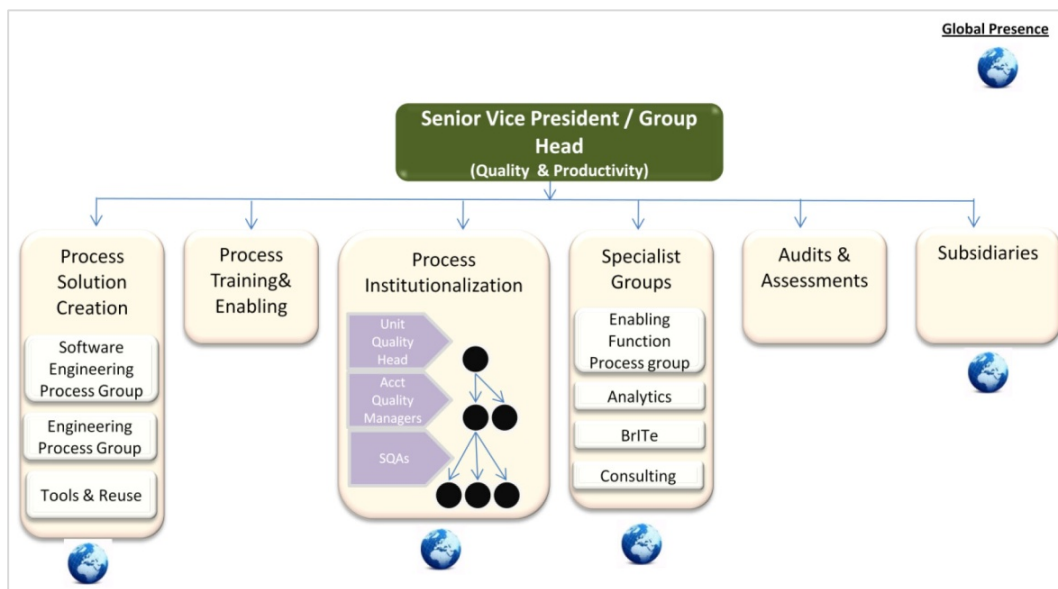 Global Presence
Senior Vice President / Group
Head
(Quality & Productivity)
Process
Solution
Creation
Software
Engineering
Process Group
Engineering
Process Group
Tools & Reuse
Process
Training&
Enabling
Process
Institutionalization
Unit
Quality
Head
Acct
Quality
Managers
SQAs
Specialist
Groups
Enabling
Function
Process group
Analytics
BrITe
Consulting
Audits &
Assessments
Subsidiaries